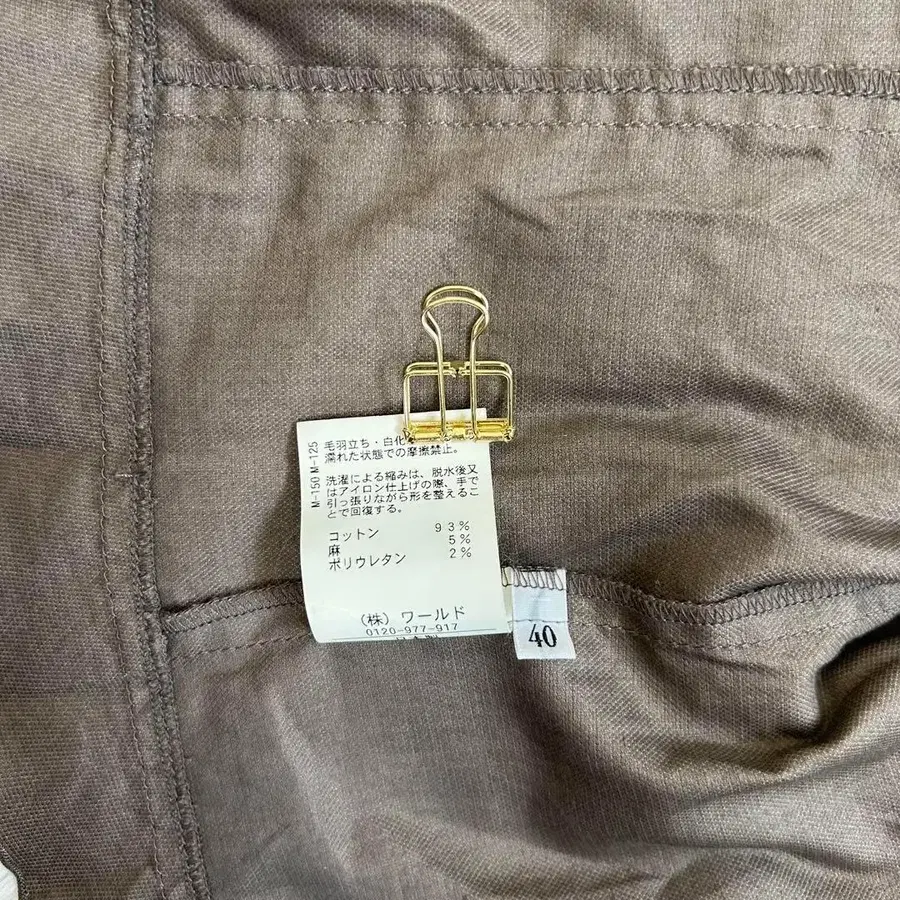 M-150 M-125
毛羽立ち・白化
濡れた状態での摩擦禁止。
洗濯による縮みは、脱水後又
はアイロン仕上げの際、手で
引っ張りながら形を整えるこ
とで回復する。
コットン 93%
麻 5%
ポリウレタン 2%
(株) ワールド
0120-977-917
40